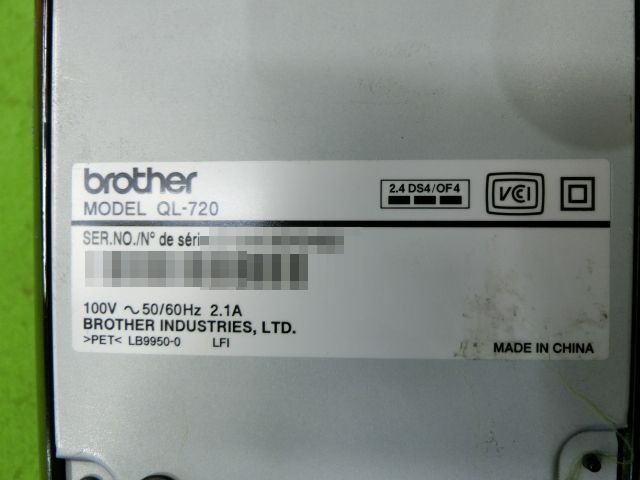 brother
MODEL QL-720
2.4 DS4/OF4
VCCI
SER.NO./N° de séri
100V ～ 50/60Hz 2.1A
BROTHER INDUSTRIES, LTD.
>PET< LB9950-0 LFI
MADE IN CHINA